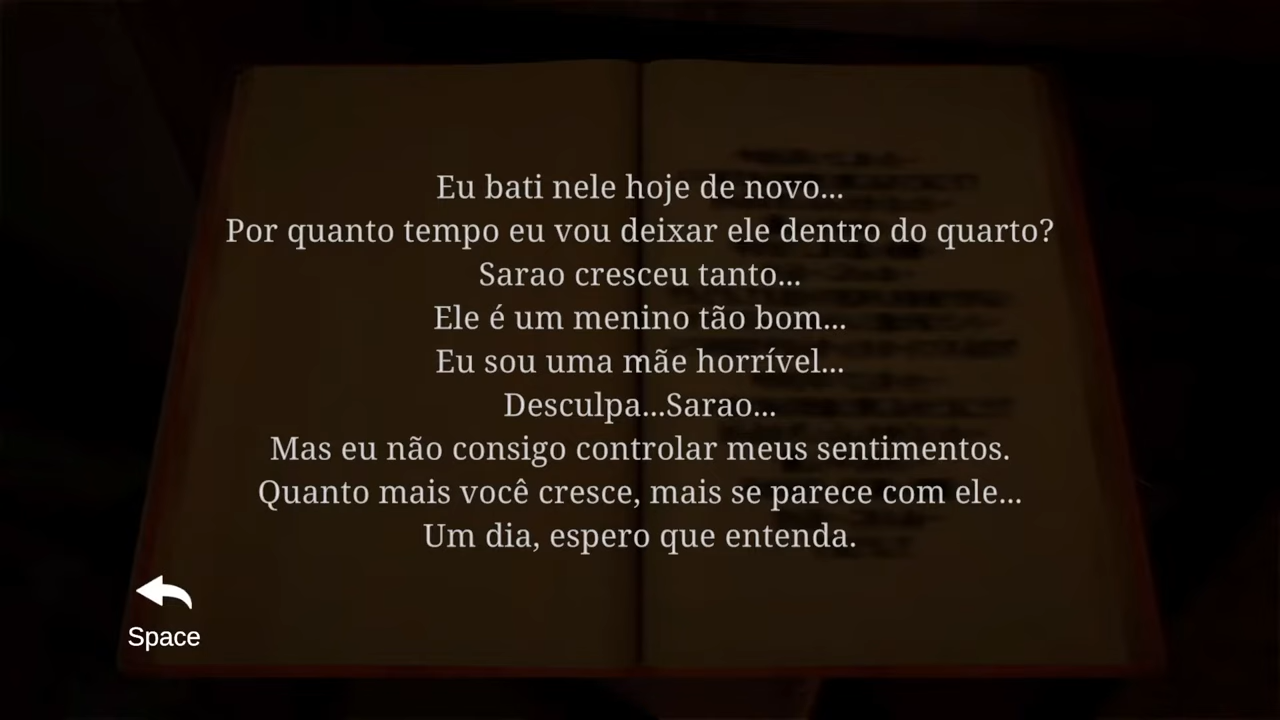 Eu bati nele hoje de novo...
Por quanto tempo eu vou deixar ele dentro do quarto?
Sarao cresceu tanto...
Ele é um menino tão bom...
Eu sou uma mãe horrível...
Desculpa...Sarao...
Mas eu não consigo controlar meus sentimentos.
Quanto mais você cresce, mais se parece com ele...
Um dia, espero que entenda.
Space